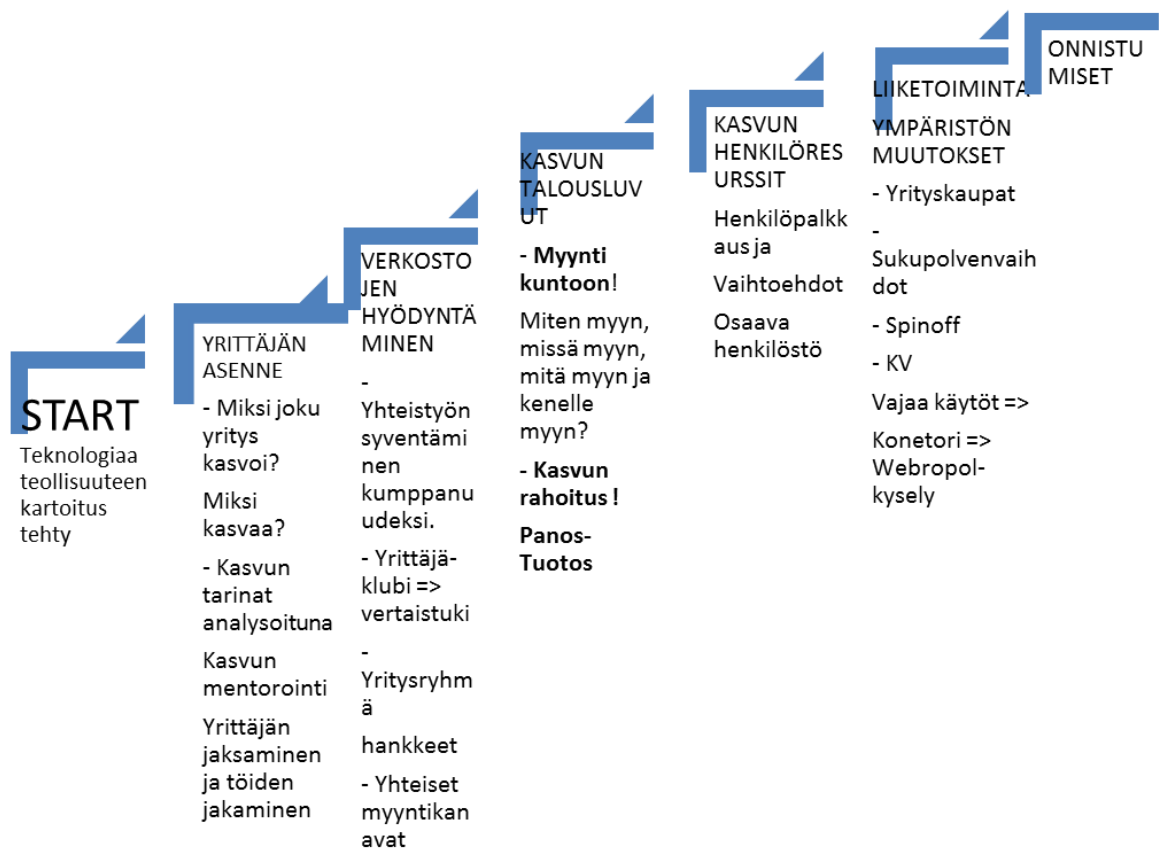 START
Teknologiaa
teollisuuteen
kartoitus
tehty
YRITTÄJÄN
ASENNE
- Miksi joku
yritys
kasvoi?
Miksi
kasvaa?
- Kasvun
tarinat
analysoituna
Kasvun
mentorointi
Yrittäjän
jaksaminen
ja töiden
jakaminen
VERKOSTO
JEN
HYÖDYNTÄ
MINEN
-
Yhteistyön
syventämi
nen
kumppanu
udeksi.
- Yrittäjä-
klubi =>
vertaistuki
-
Yritysryhm
ä
hankkeet
- Yhteiset
myyntikan
avat
KASVUN
TALOUSLUV
UT
- Myynti
kuntoon!
Miten myyn,
missä myyn,
mitä myyn ja
kenelle
myyn?
- Kasvun
rahoitus !
Panos-
Tuotos
KASVUN
HENKILÖRES
URSSIT
Henkilöpalkk
aus ja
Vaihtoehdot
Osaava
henkilöstö
LIIKETOIMINTA
YMPÄRISTÖN
MUUTOKSET
- Yrityskaupat
-
Sukupolvenvaih
dot
- Spinoff
- KV
Vajaa käytöt =>
Konetori =>
Webropol-
kysely
ONNISTU
MISET